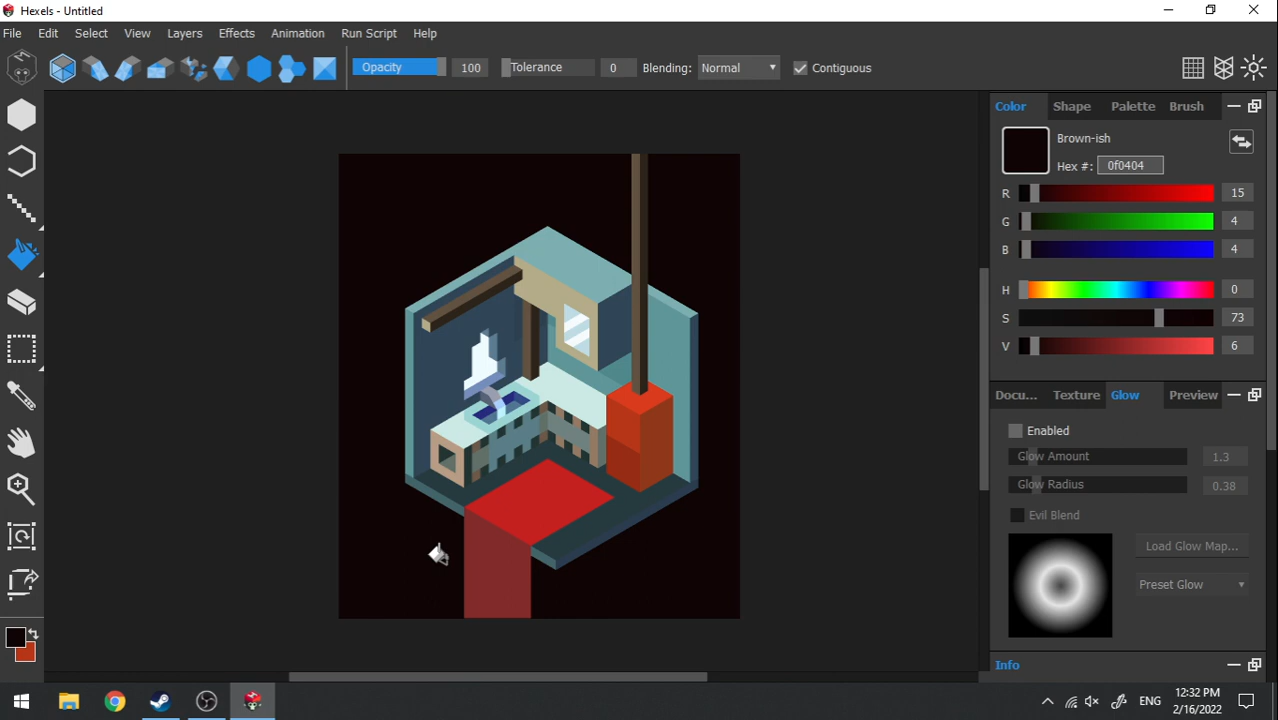 Hexels - Untitled
File Edit Select View Layers Effects Animation Run Script Help
Opacity 100 Tolerance 0 Blending: Normal Contiguous
Color Shape Palette Brush
Brown-ish
Hex #: 0f0404
R 15
G 4
B 4
H 0
S 73
V 6
Docu... Texture Glow Preview
Enabled
Glow Amount 1.3
Glow Radius 0.38
Evil Blend
Load Glow Map...
Preset Glow
Info
ENG
12:32 PM
2/16/2022